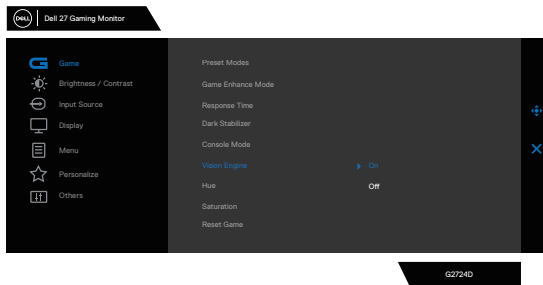 DELL
Dell 27 Gaming Monitor
Game
Brightness / Contrast
Input Source
Display
Menu
Personalize
Others
Preset Modes
Game Enhance Mode
Response Time
Dark Stabilizer
Console Mode
Vision Engine
On
Hue
Off
Saturation
Reset Game
G2724D